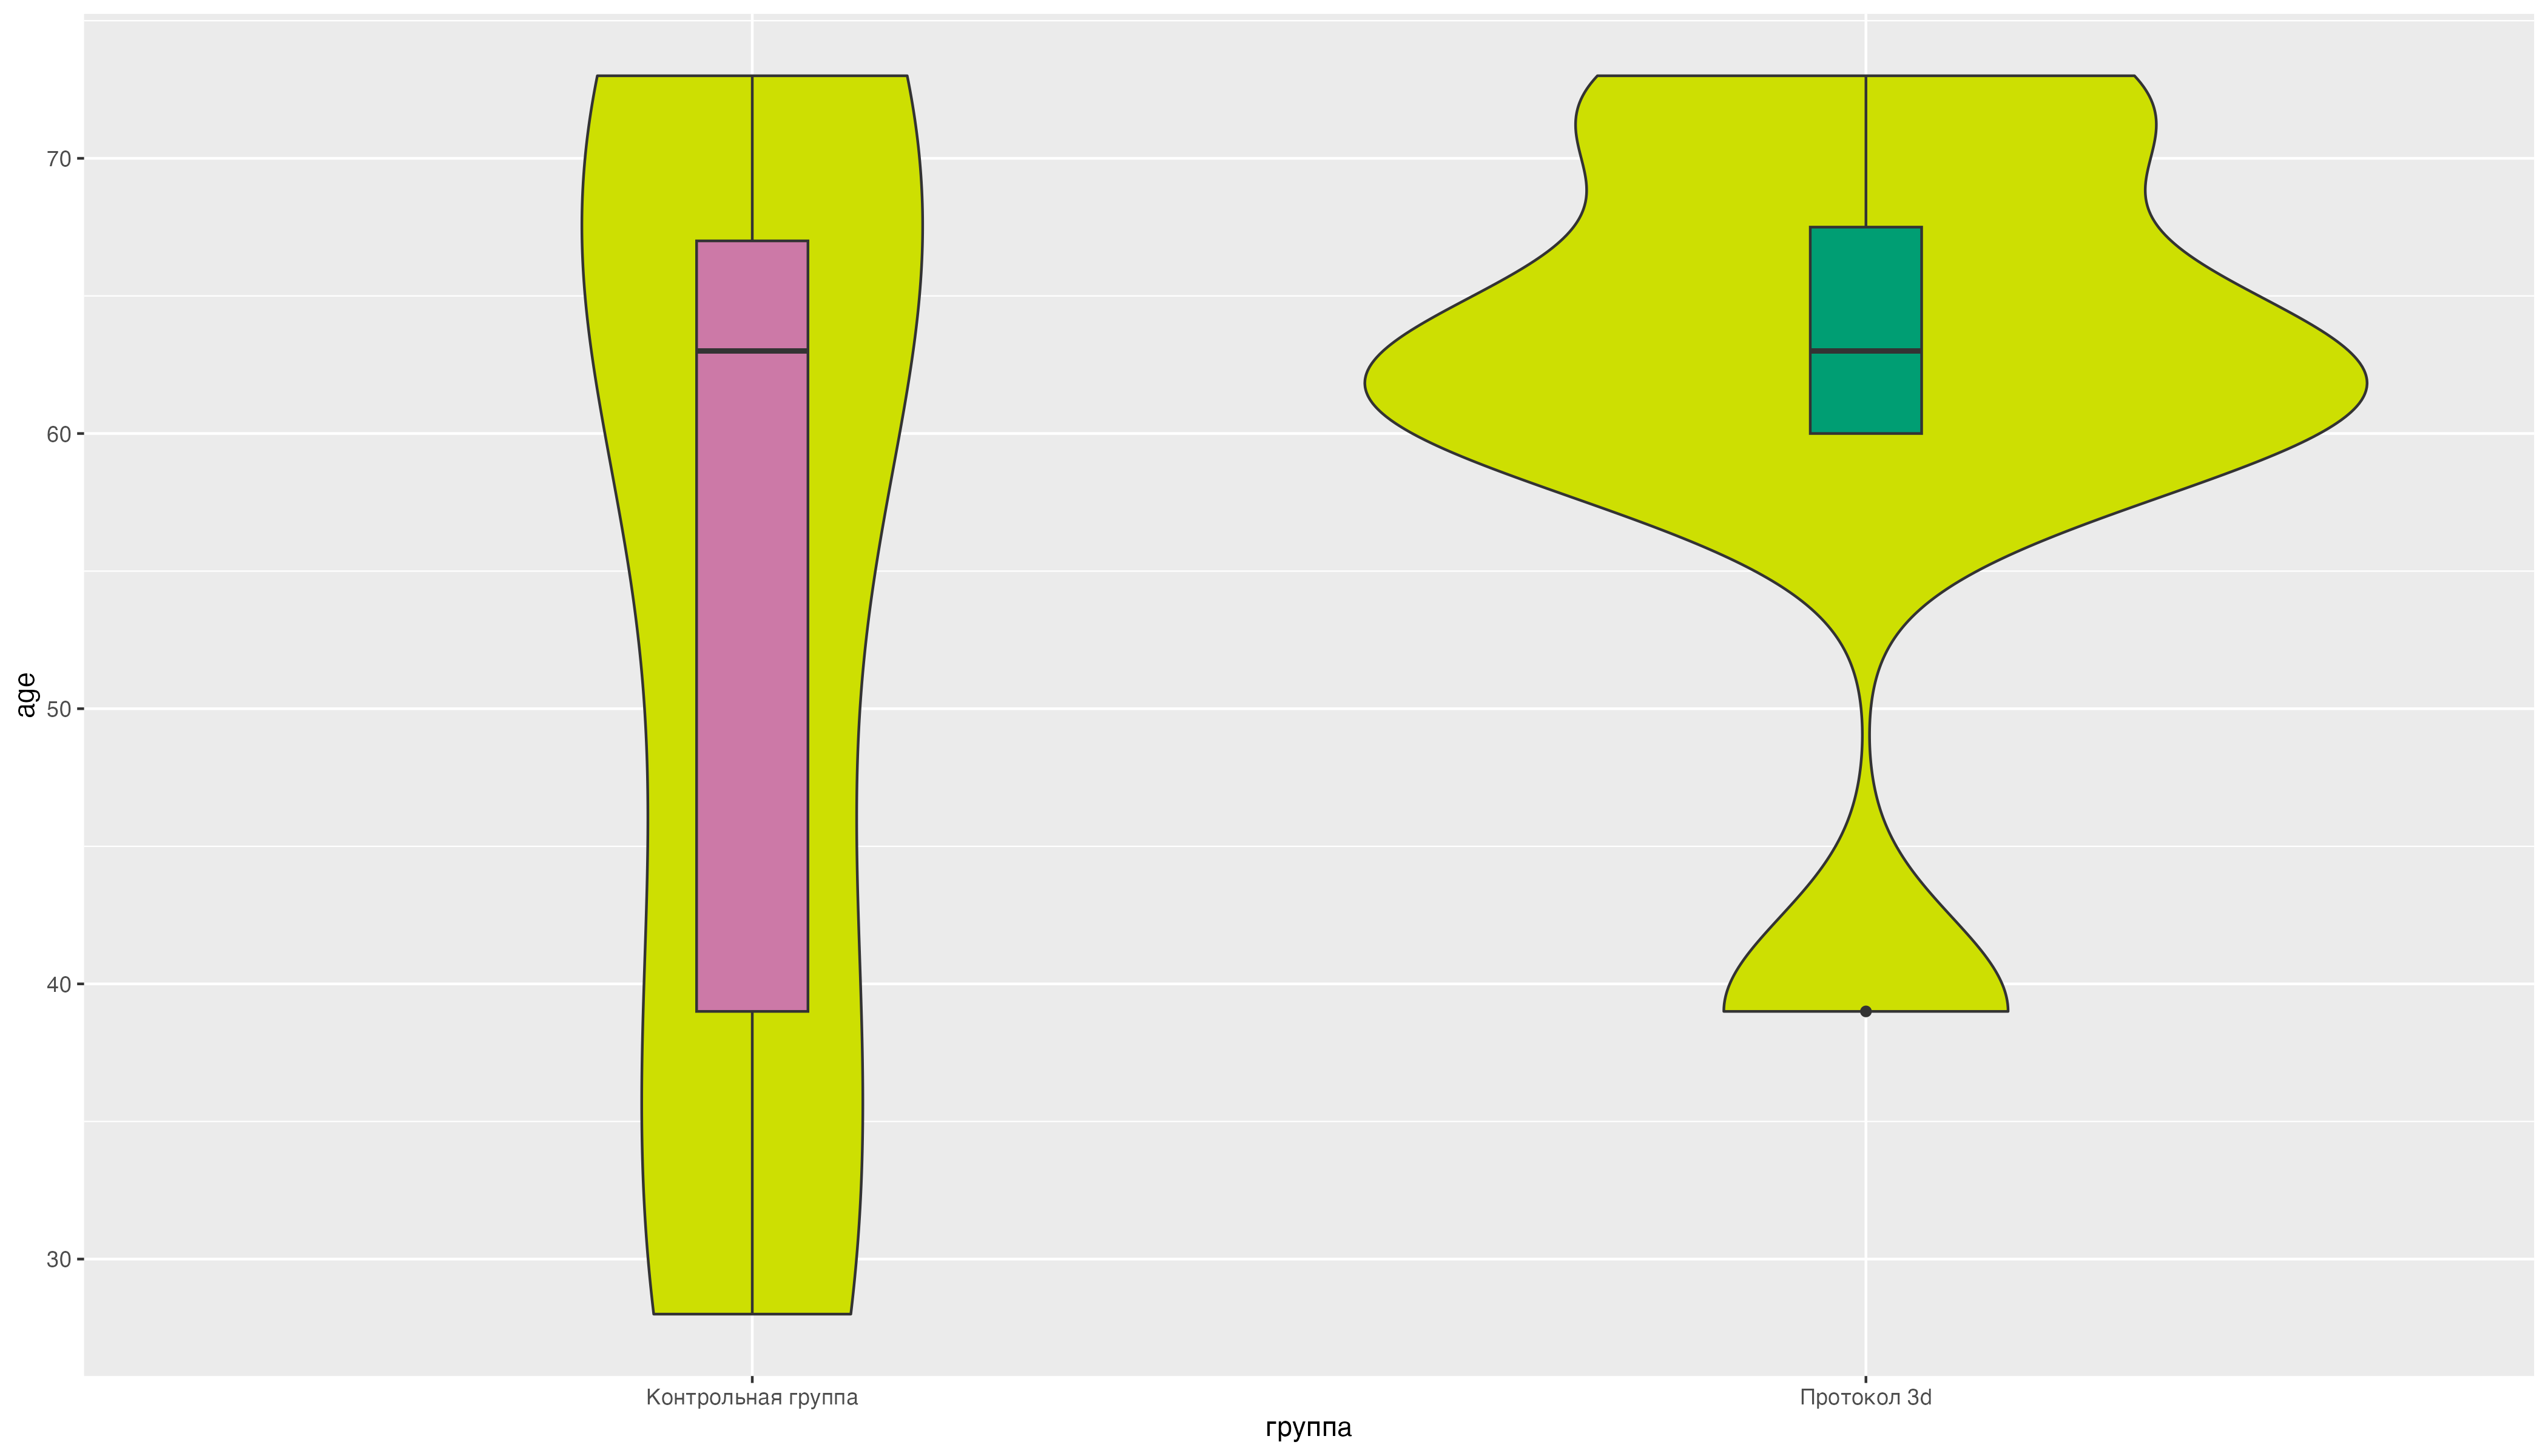 70
60
50
40
30
age
Контрольная группа
Протокол 3d
группа